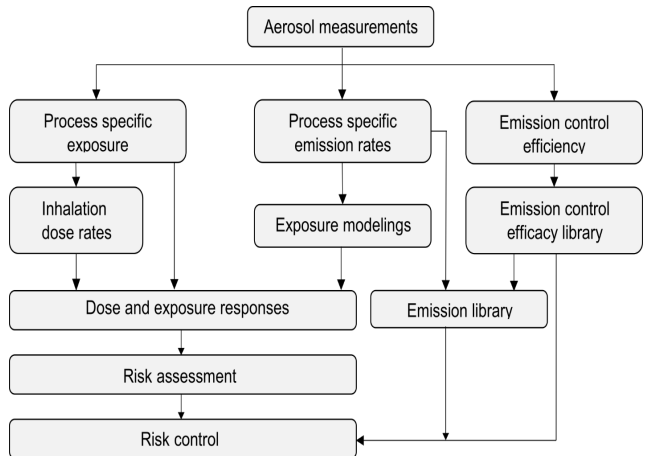 Aerosol measurements
Process specific
exposure
Process specific
emission rates
Emission control
efficiency
Inhalation
dose rates
Exposure modelings
Emission control
efficacy library
Dose and exposure responses
Emission library
Risk assessment
Risk control